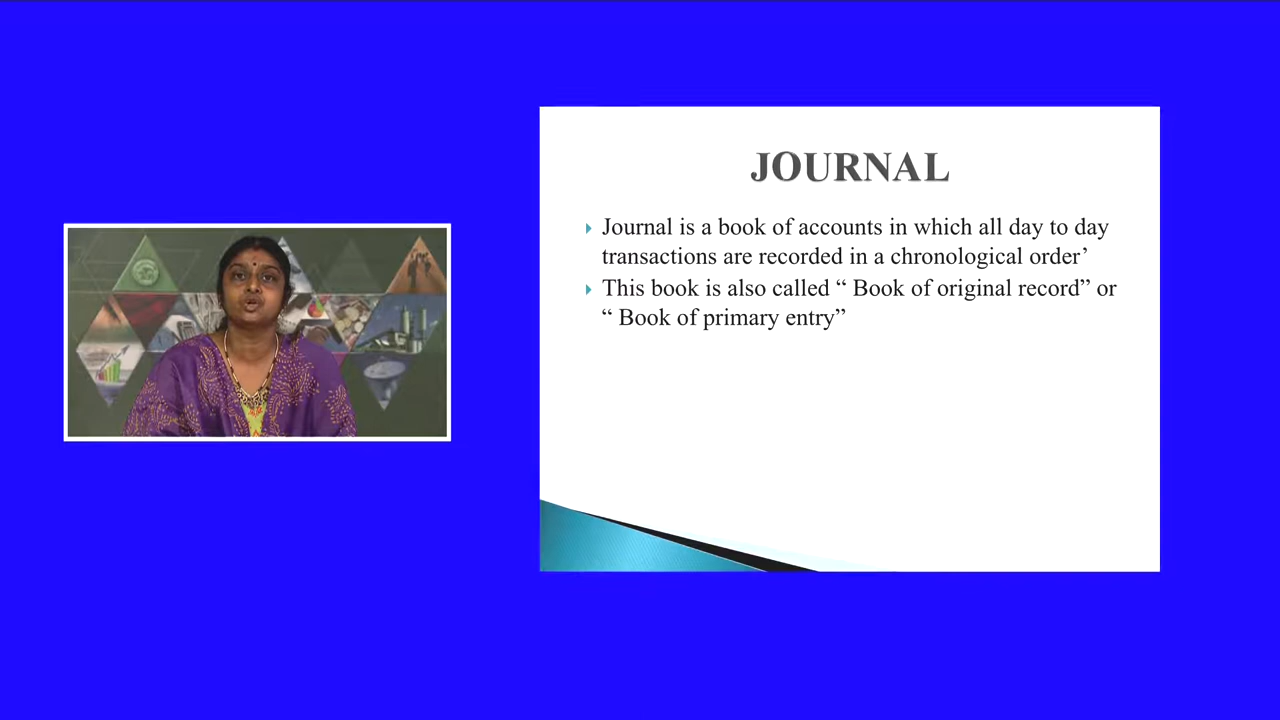 JOURNAL
Journal is a book of accounts in which all day to day
transactions are recorded in a chronological order’
This book is also called “ Book of original record” or
“ Book of primary entry”